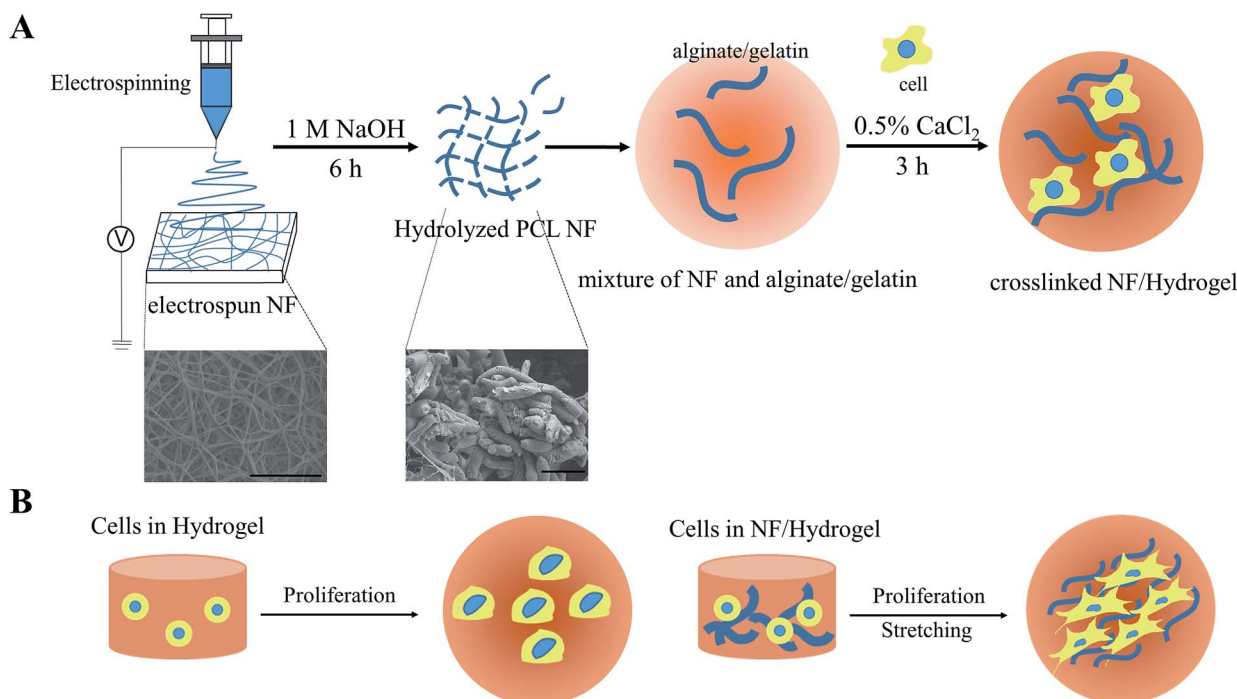 A
Electrospinning
V
electrospun NF
1 M NaOH
6 h
Hydrolyzed PCL NF
alginate/gelatin
mixture of NF and alginate/gelatin
cell
0.5% CaCl₂
3 h
crosslinked NF/Hydrogel
B
Cells in Hydrogel
Proliferation
Cells in NF/Hydrogel
Proliferation
Stretching